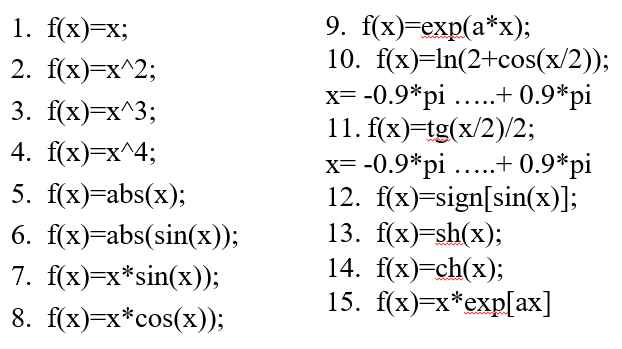 1. f(x)=x;
2. f(x)=x^2;
3. f(x)=x^3;
4. f(x)=x^4;
5. f(x)=abs(x);
6. f(x)=abs(sin(x));
7. f(x)=x*sin(x));
8. f(x)=x*cos(x));
9. f(x)=exp(a*x);
10. f(x)=ln(2+cos(x/2));
x= -0.9*pi …..+ 0.9*pi
11. f(x)=tg(x/2)/2;
x= -0.9*pi …..+ 0.9*pi
12. f(x)=sign[sin(x)];
13. f(x)=sh(x);
14. f(x)=ch(x);
15. f(x)=x*exp[ax]